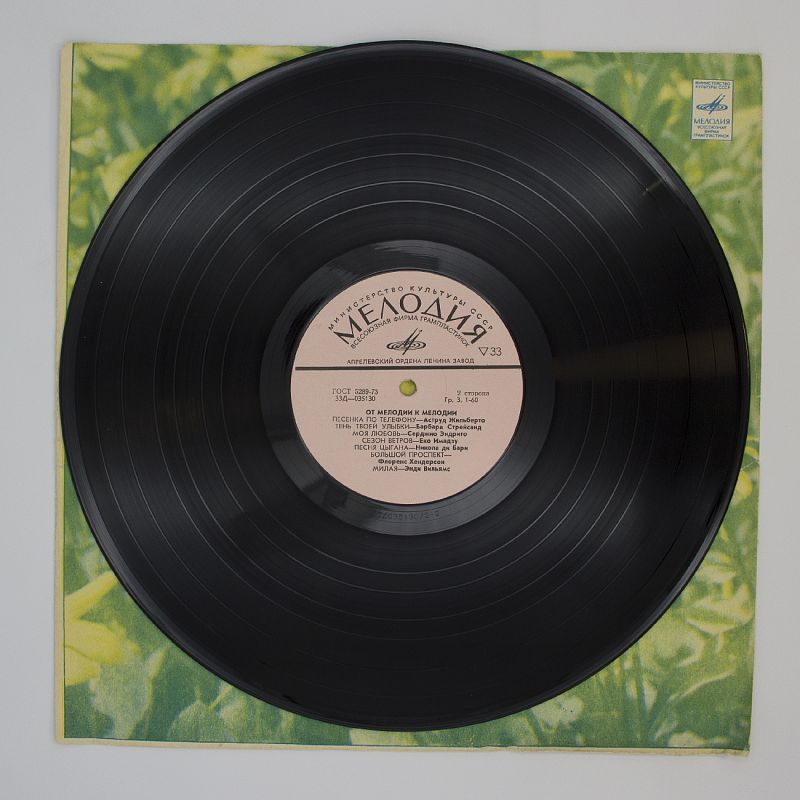 МИНИСТЕРСТВО
КУЛЬТУРЫ СССР
МЕЛОДИЯ
ВСЕСОЮЗНАЯ
ФИРМА
ГРАМПЛАСТИНОК
МИНИСТЕРСТВО КУЛЬТУРЫ СССР
МЕЛОДИЯ
ВСЕСОЮЗНАЯ ФИРМА ГРАМПЛАСТИНОК
33
АПРЕЛЕВСКИЙ ОРДЕНА ЛЕНИНА ЗАВОД
ГОСТ 5289-73 2 сторона
33Д—035130 Гр. 3. 1-60
ОТ МЕЛОДИИ К МЕЛОДИИ
ПЕСЕНКА ПО ТЕЛЕФОНУ—Аструд Жильберто
ТЕНЬ ТВОЕЙ УЛЫБКИ—Барбара Стрейсанд
МОЯ ЛЮБОВЬ—Серджио Эндриго
СЕЗОН ВЕТРОВ—Еко Имадзу
ПЕСНЯ ЦЫГАНА—Никола ди Бари
БОЛЬШОЙ ПРОСПЕКТ—
Флоренс Хендерсон
МИЛАЯ—Энди Вильямс